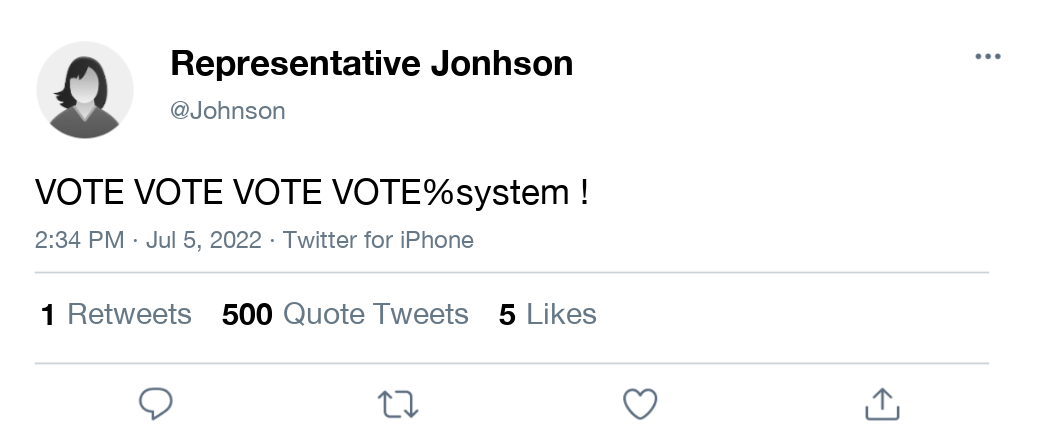 Representative Jonhson
@Johnson
VOTE VOTE VOTE VOTE%system !
2:34 PM · Jul 5, 2022 · Twitter for iPhone
1 Retweets 500 Quote Tweets 5 Likes